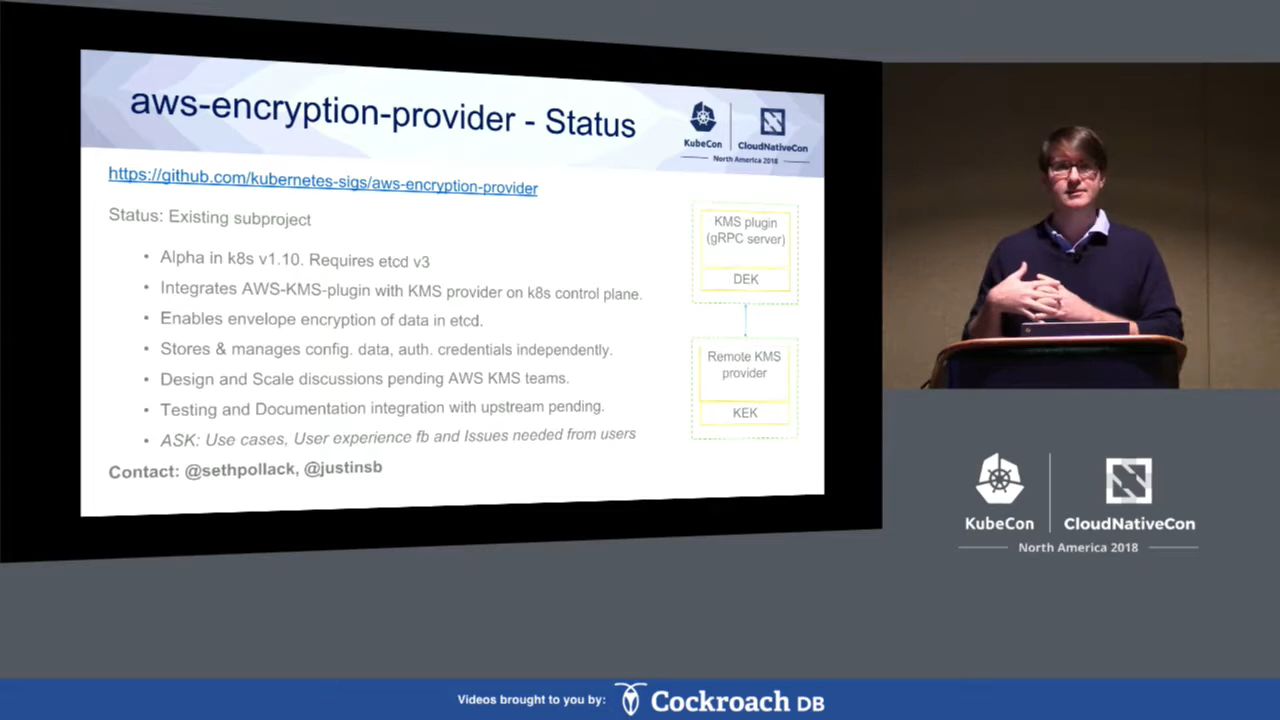 aws-encryption-provider - Status
KubeCon
CloudNativeCon
North America 2018
https://github.com/kubernetes-sigs/aws-encryption-provider
Status: Existing subproject
• Alpha in k8s v1.10. Requires etcd v3
• Integrates AWS-KMS-plugin with KMS provider on k8s control plane.
• Enables envelope encryption of data in etcd.
• Stores & manages config. data, auth. credentials independently.
• Design and Scale discussions pending AWS KMS teams.
• Testing and Documentation integration with upstream pending.
• ASK: Use cases, User experience fb and Issues needed from users
Contact: @sethpollack, @justinsb
KMS plugin
(gRPC server)
DEK
Remote KMS
provider
KEK
KubeCon
CloudNativeCon
North America 2018
Videos brought to you by:
Cockroach DB